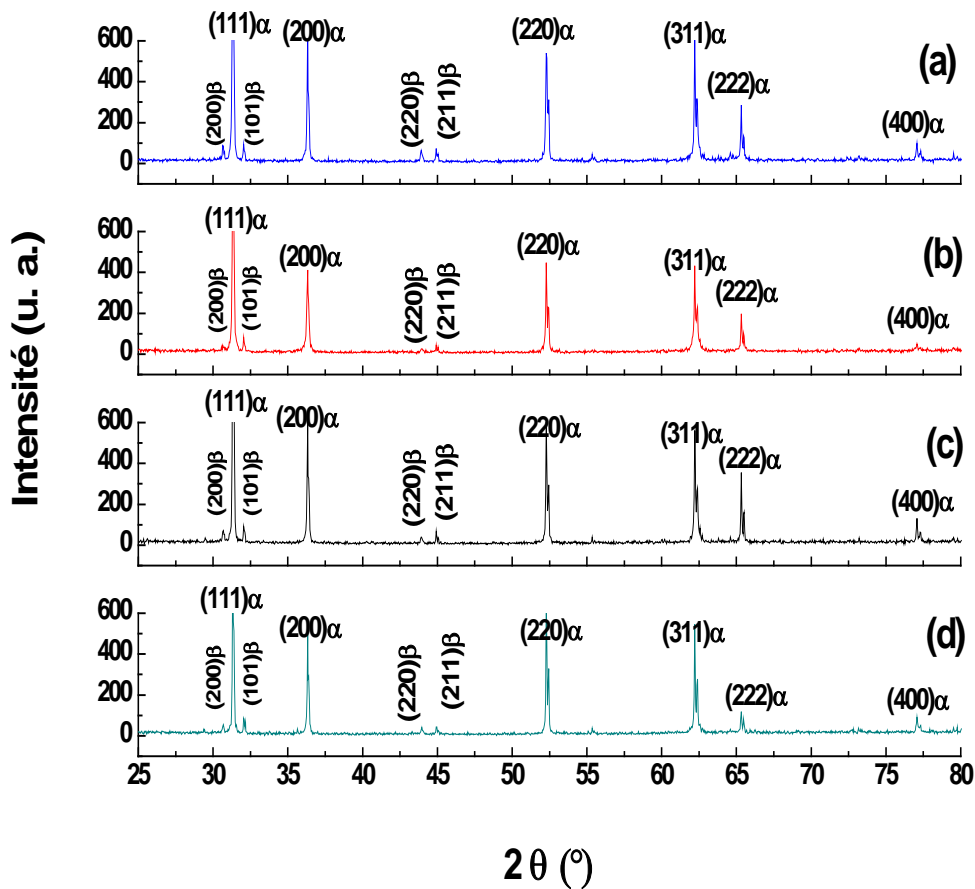 Intensité (u. a.)
600
400
200
0
(200)β
(111)α
(101)β
(200)α
(220)β
(211)β
(220)α
(311)α
(222)α
(400)α
(a)
600
400
200
0
(200)β
(111)α
(101)β
(200)α
(220)β
(211)β
(220)α
(311)α
(222)α
(400)α
(b)
600
400
200
0
(200)β
(111)α
(101)β
(200)α
(220)β
(211)β
(220)α
(311)α
(222)α
(400)α
(c)
600
400
200
0
(200)β
(111)α
(101)β
(200)α
(220)β
(211)β
(220)α
(311)α
(222)α
(400)α
(d)
25 30 35 40 45 50 55 60 65 70 75 80
2 θ (°)